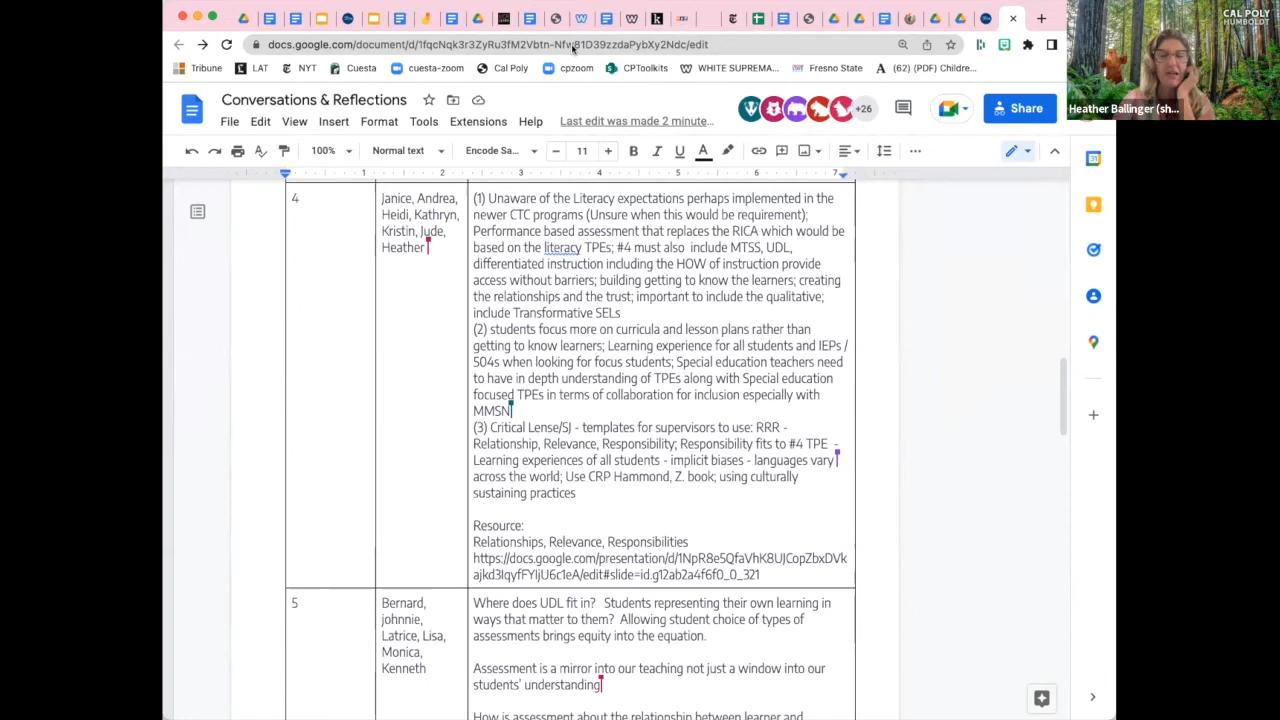 docs.google.com/document/d/1fqcNqk3r3ZyRu3fM2Vbtn-Nfw81D39zzdaPybXy2Ndc/edit
Tribune LAT NYT Cuesta cuesta-zoom Cal Poly cpzoom CPToolkits WHITE SUPREMA... Fresno State (62) (PDF) Childre...
CAL POLY
HUMBOLDT
Heather Ballinger (sh...
Conversations & Reflections
+26
Share
File Edit View Insert Format Tools Extensions Help Last edit was made 2 minute...
100% Normal text Encode Sa... 11
1 2 3 4 5 6 7
4
Janice, Andrea,
Heidi, Kathryn,
Kristin, Jude,
Heather
(1) Unaware of the Literacy expectations perhaps implemented in the
newer CTC programs (Unsure when this would be requirement);
Performance based assessment that replaces the RICA which would be
based on the literacy TPEs; #4 must also include MTSS, UDL,
differentiated instruction including the HOW of instruction provide
access without barriers; building getting to know the learners; creating
the relationships and the trust; important to include the qualitative;
include Transformative SELs
(2) students focus more on curricula and lesson plans rather than
getting to know learners; Learning experience for all students and IEPs /
504s when looking for focus students; Special education teachers need
to have in depth understanding of TPEs along with Special education
focused TPEs in terms of collaboration for inclusion especially with
MMSN
(3) Critical Lense/SJ - templates for supervisors to use: RRR -
Relationship, Relevance, Responsibility; Responsibility fits to #4 TPE -
Learning experiences of all students - implicit biases - languages vary
across the world; Use CRP Hammond, Z. book; using culturally
sustaining practices
Resource:
Relationships, Relevance, Responsibilities
https://docs.google.com/presentation/d/1NpR8e5QfaVhK8UJCopZbxDVk
ajkd3IqyfFYIjU6c1eA/edit#slide=id.g12ab2a4f6f0_0_321
5
Bernard,
johnnie,
Latrice, Lisa,
Monica,
Kenneth
Where does UDL fit in? Students representing their own learning in
ways that matter to them? Allowing student choice of types of
assessments brings equity into the equation.
Assessment is a mirror into our teaching not just a window into our
students' understanding
How is assessment about the relationship between learner and